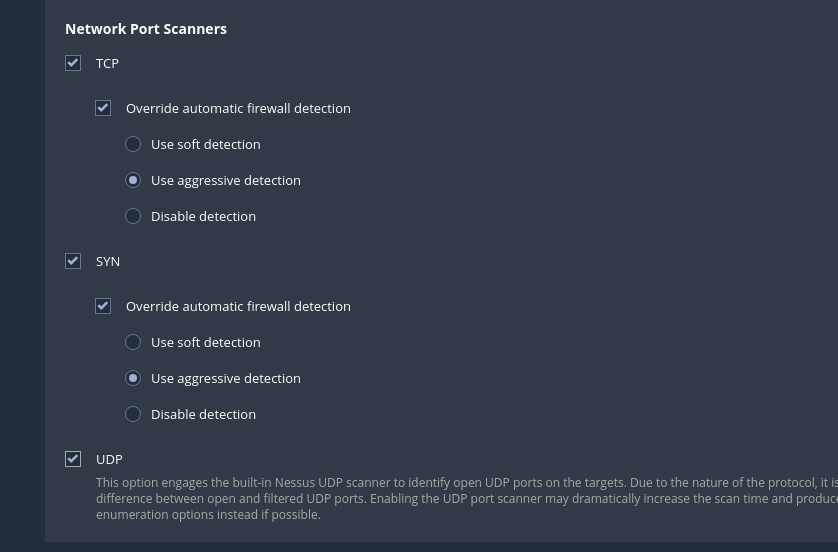 Network Port Scanners
TCP
Override automatic firewall detection
Use soft detection
Use aggressive detection
Disable detection
SYN
Override automatic firewall detection
Use soft detection
Use aggressive detection
Disable detection
UDP
This option engages the built-in Nessus UDP scanner to identify open UDP ports on the targets. Due to the nature of the protocol, it is
difference between open and filtered UDP ports. Enabling the UDP port scanner may dramatically increase the scan time and produce
enumeration options instead if possible.